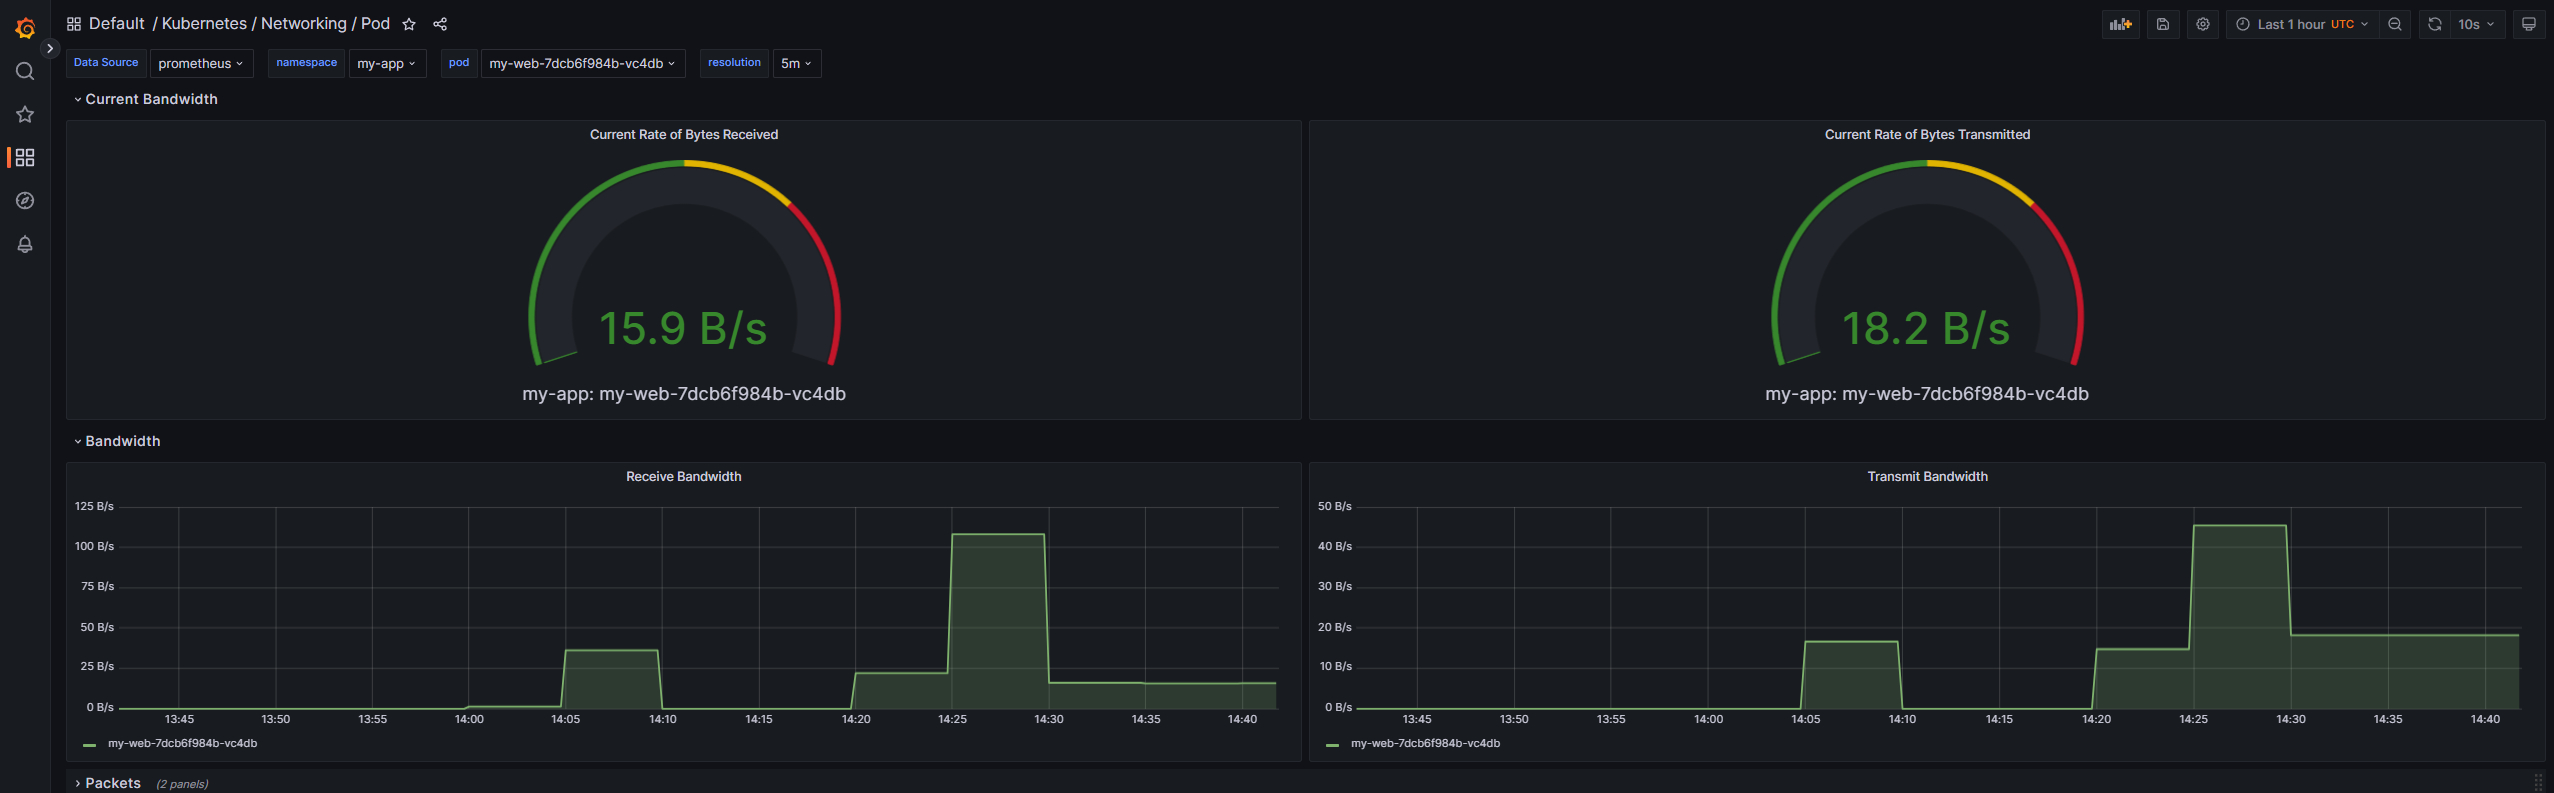 Default / Kubernetes / Networking / Pod
Last 1 hour UTC
10s
Data Source prometheus namespace my-app pod my-web-7dcb6f984b-vc4db resolution 5m
Current Bandwidth
Current Rate of Bytes Received
15.9 B/s
my-app: my-web-7dcb6f984b-vc4db
Current Rate of Bytes Transmitted
18.2 B/s
my-app: my-web-7dcb6f984b-vc4db
Bandwidth
Receive Bandwidth
125 B/s
100 B/s
75 B/s
50 B/s
25 B/s
0 B/s
13:45 13:50 13:55 14:00 14:05 14:10 14:15 14:20 14:25 14:30 14:35 14:40
my-web-7dcb6f984b-vc4db
Transmit Bandwidth
50 B/s
40 B/s
30 B/s
20 B/s
10 B/s
0 B/s
13:45 13:50 13:55 14:00 14:05 14:10 14:15 14:20 14:25 14:30 14:35 14:40
my-web-7dcb6f984b-vc4db
Packets (2 panels)